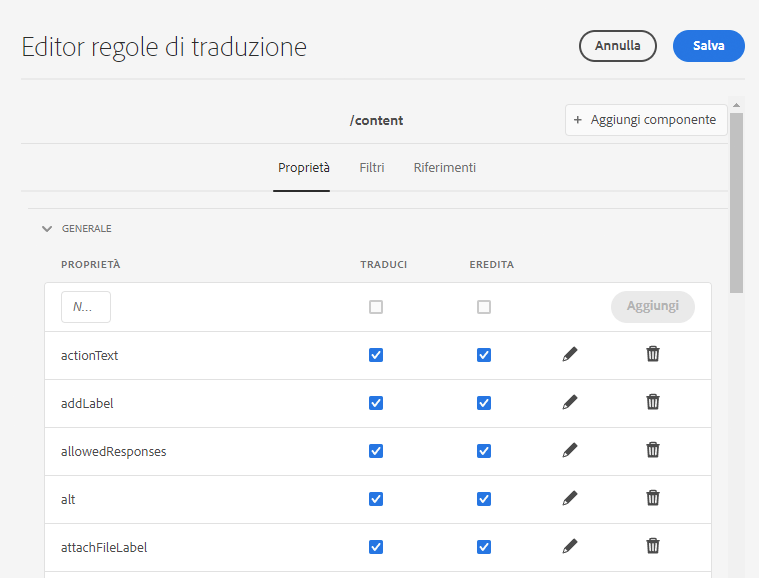 Editor regole di traduzione
Annulla
Salva
/content
+ Aggiungi componente
Proprietà
Filtri
Riferimenti
GENERALE
PROPRIETÀ
TRADUCI
EREDITA
N...
Aggiungi
actionText
addLabel
allowedResponses
alt
attachFileLabel